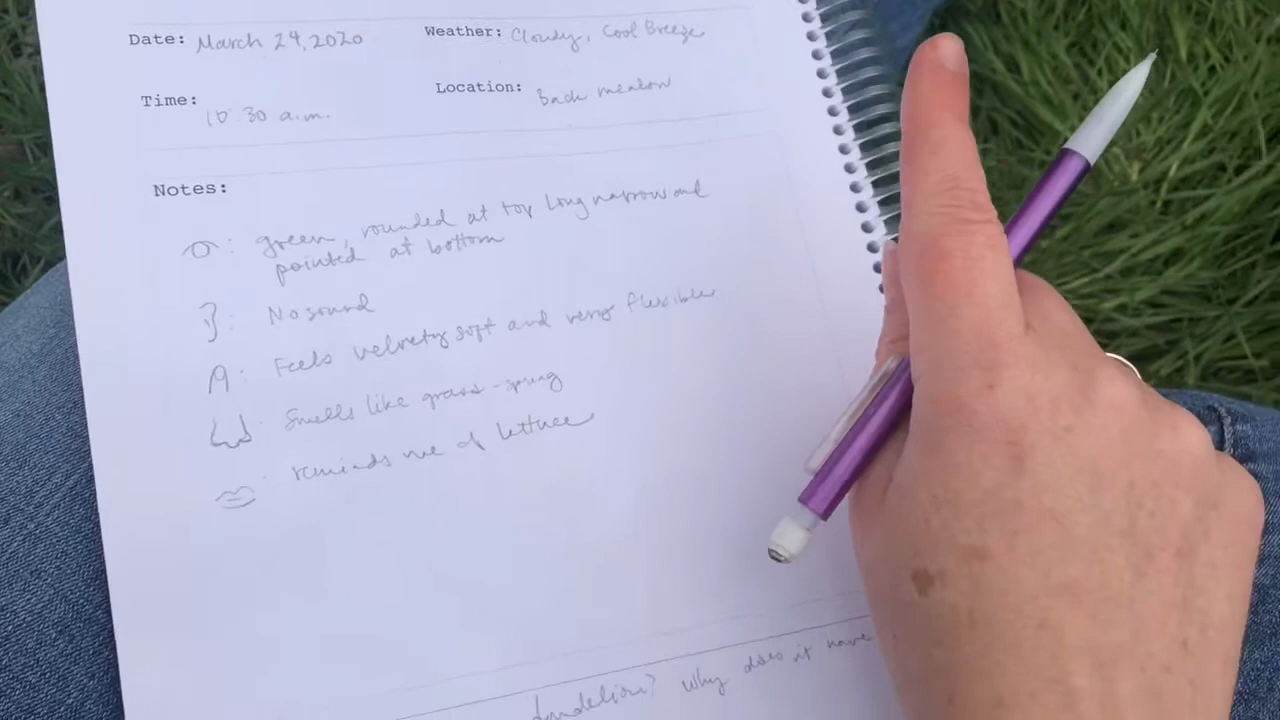 Date: March 24, 2020
Weather: Cloudy, Cool Breeze
Time: 10:30 a.m.
Location: Back meadow
Notes:
: green, rounded at top long narrow and
pointed at bottom
: No sound
: Feels velvety soft and very flexible
: Smells like grass - spring
: reminds me of lettuce
dandelion? Why does it have